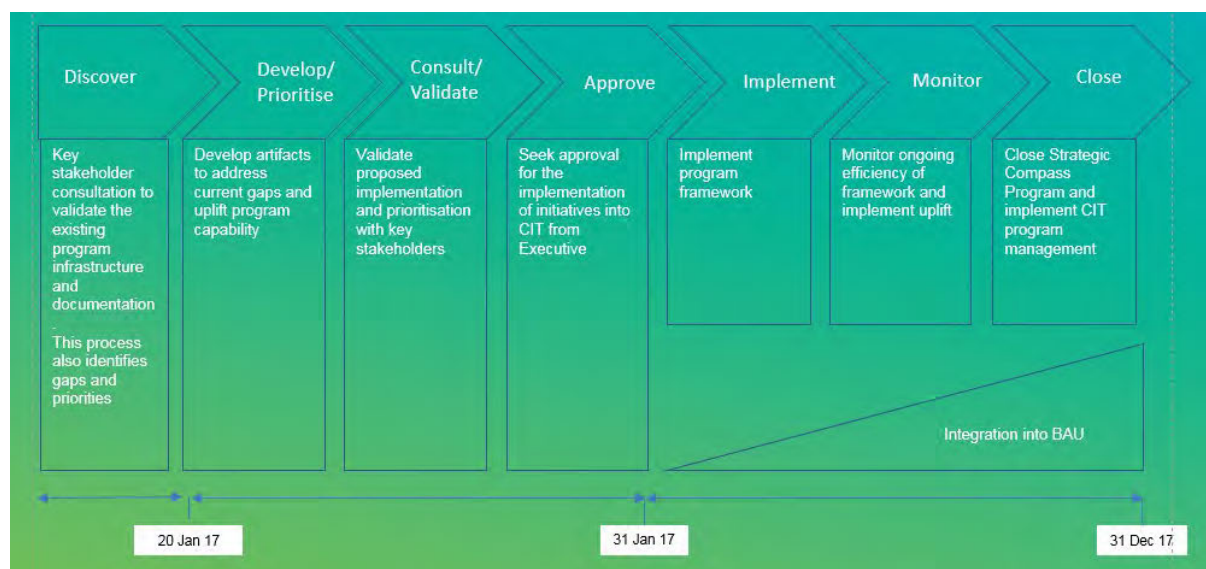 Discover
Develop/
Prioritise
Consult/
Validate
Approve
Implement
Monitor
Close
Key
stakeholder
consultation to
validate the
existing
program
infrastructure
and
documentation
.
This process
also identifies
gaps and
priorities
Develop artifacts
to address
current gaps and
uplift program
capability
Validate
proposed
implementation
and prioritisation
with key
stakeholders
Seek approval
for the
implementation
of initiatives into
CIT from
Executive
Implement
program
framework
Monitor ongoing
efficiency of
framework and
implement uplift
Close Strategic
Compass
Program and
implement CIT
program
management
Integration into BAU
20 Jan 17
31 Jan 17
31 Dec 17